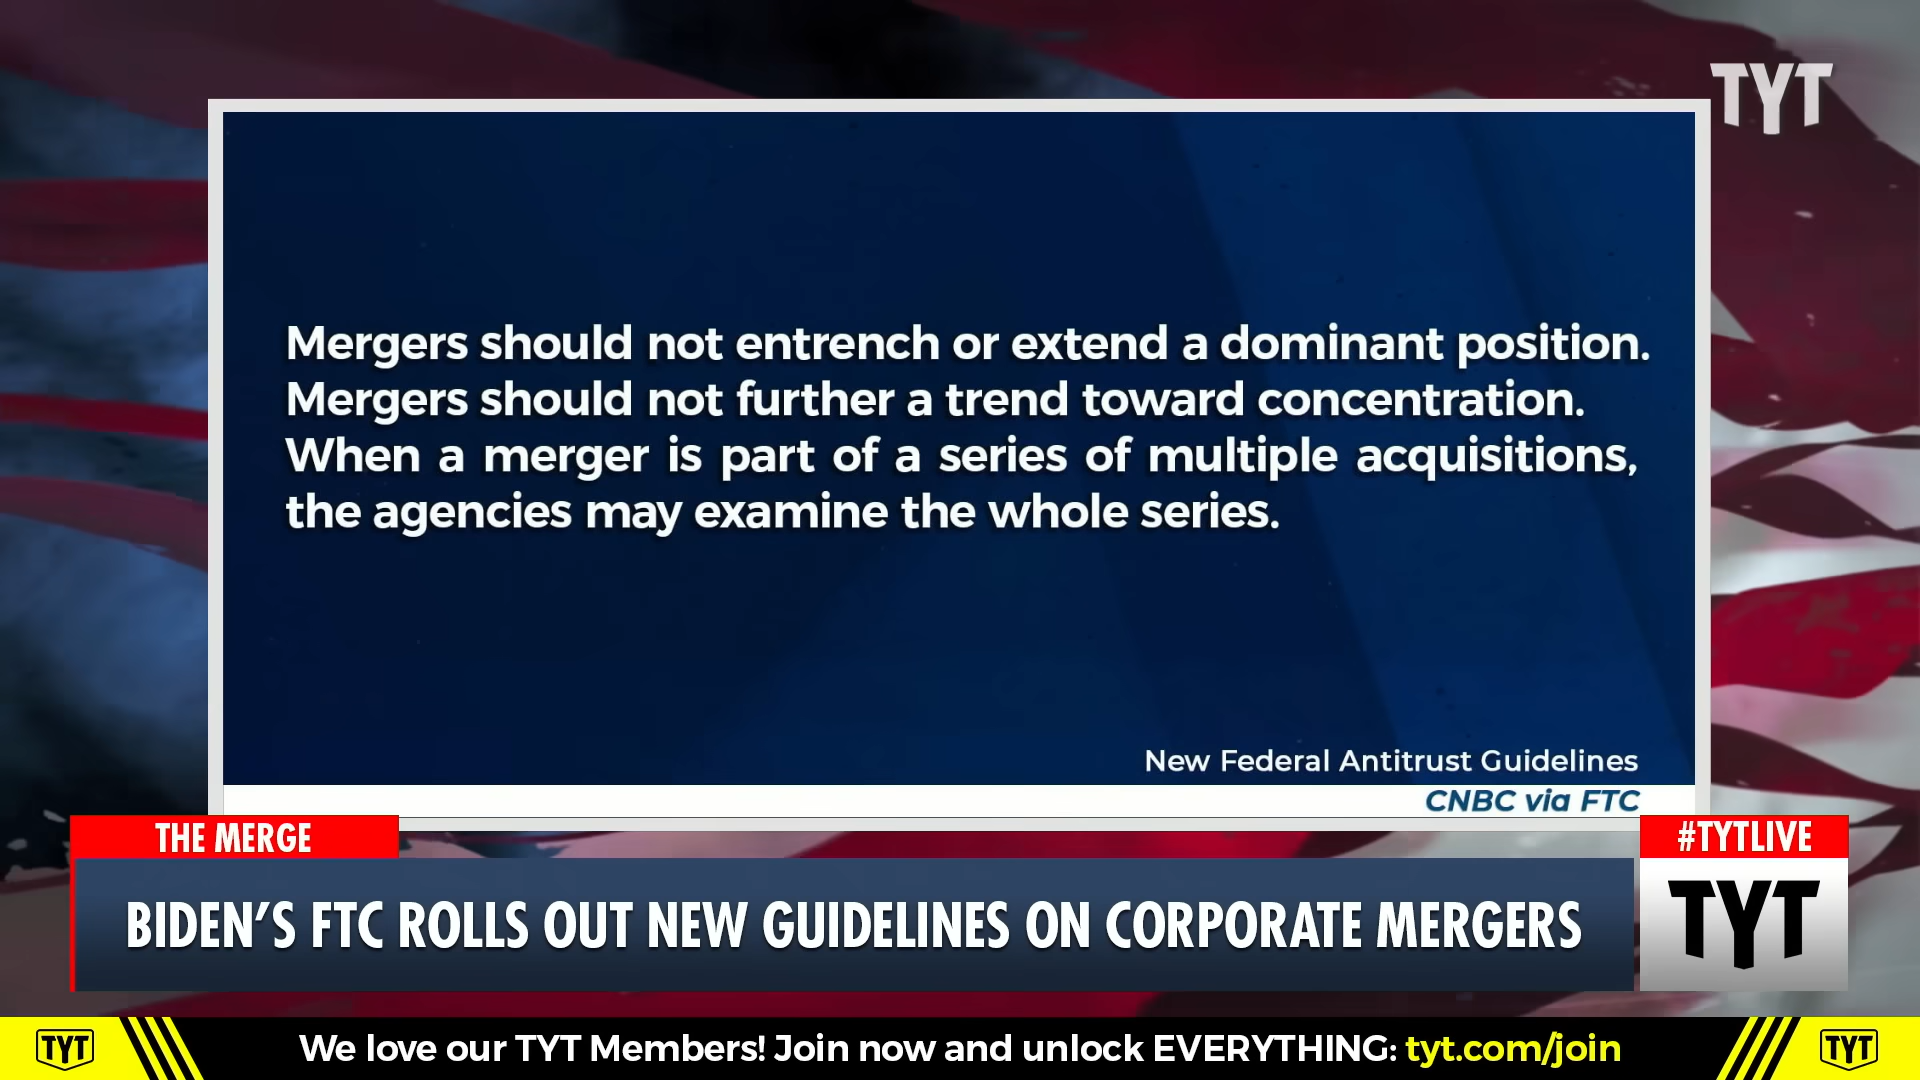 TYT
Mergers should not entrench or extend a dominant position.
Mergers should not further a trend toward concentration.
When a merger is part of a series of multiple acquisitions,
the agencies may examine the whole series.
New Federal Antitrust Guidelines
CNBC via FTC
THE MERGE
#TYTLIVE
BIDEN'S FTC ROLLS OUT NEW GUIDELINES ON CORPORATE MERGERS
TYT
TYT
We love our TYT Members! Join now and unlock EVERYTHING: tyt.com/join
TYT